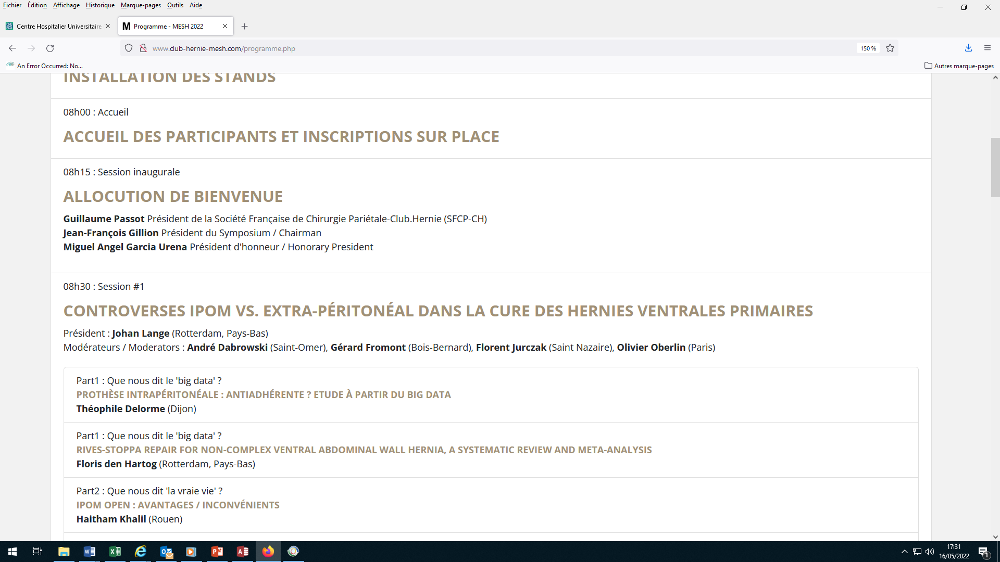 Fichier Édition Affichage Historique Marque-pages Outils Aide
Centre Hospitalier Universitaire
M Programme - MESH 2022
www.club-hernie-mesh.com/programme.php
150 %
An Error Occurred: No...
Autres marque-pages
INSTALLATION DES STANDS
08h00 : Accueil
ACCUEIL DES PARTICIPANTS ET INSCRIPTIONS SUR PLACE
08h15 : Session inaugurale
ALLOCUTION DE BIENVENUE
Guillaume Passot Président de la Société Française de Chirurgie Pariétale-Club.Hernie (SFCP-CH)
Jean-François Gillion Président du Symposium / Chairman
Miguel Angel Garcia Urena Président d'honneur / Honorary President
08h30 : Session #1
CONTROVERSES IPOM VS. EXTRA-PÉRITONÉAL DANS LA CURE DES HERNIES VENTRALES PRIMAIRES
Président : Johan Lange (Rotterdam, Pays-Bas)
Modérateurs / Moderators : André Dabrowski (Saint-Omer), Gérard Fromont (Bois-Bernard), Florent Jurczak (Saint Nazaire), Olivier Oberlin (Paris)
Part1 : Que nous dit le 'big data' ?
PROTHÈSE INTRAPÉRITONÉALE : ANTIADHÉRENTE ? ETUDE À PARTIR DU BIG DATA
Théophile Delorme (Dijon)
Part1 : Que nous dit le 'big data' ?
RIVES-STOPPA REPAIR FOR NON-COMPLEX VENTRAL ABDOMINAL WALL HERNIA, A SYSTEMATIC REVIEW AND META-ANALYSIS
Floris den Hartog (Rotterdam, Pays-Bas)
Part2 : Que nous dit 'la vraie vie' ?
IPOM OPEN : AVANTAGES / INCONVÉNIENTS
Haitham Khalil (Rouen)
17:31
16/05/2022
1